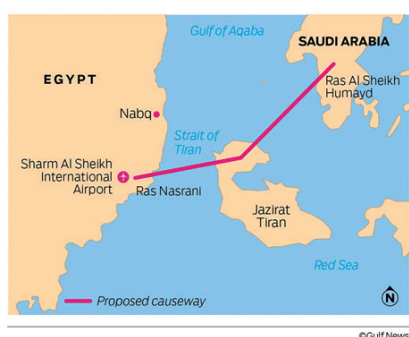 Gulf of Aqaba
SAUDI ARABIA
EGYPT
Ras Al Sheikh
Humayd
Nabq
Strait of
Tiran
Sharm Al Sheikh
International
Airport
Ras Nasrani
Jazirat
Tiran
Red Sea
Proposed causeway
N
©Gulf News